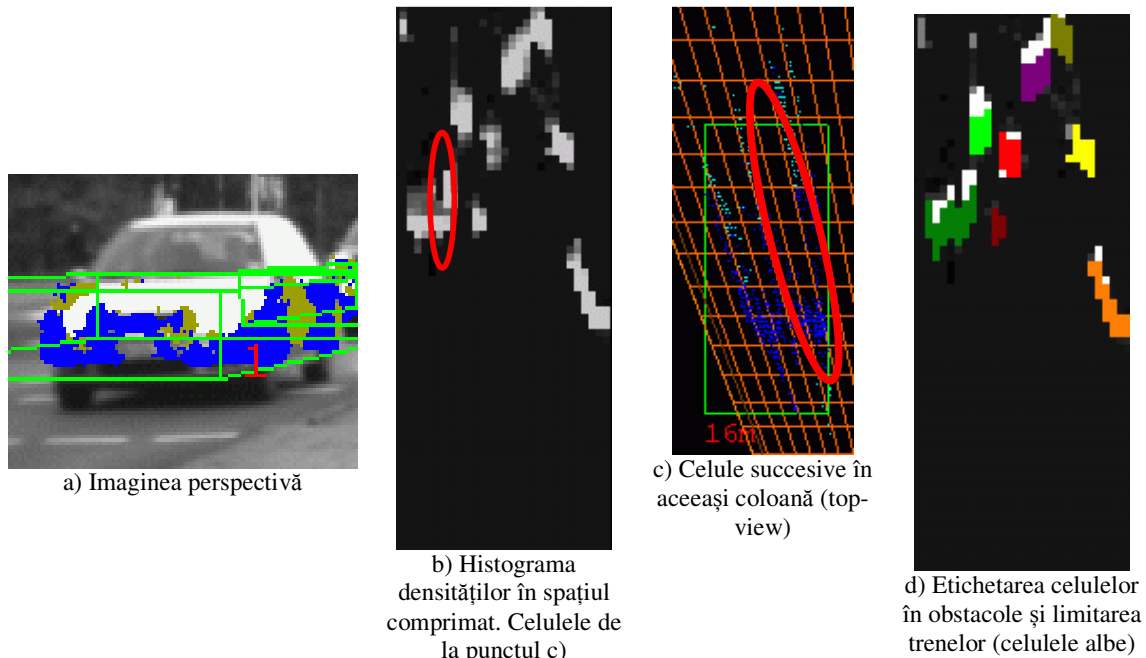 1
a) Imaginea perspectivă
b) Histograma
densităților în spațiul
comprimat. Celulele de
la punctul c)
16m
c) Celule succesive în
aceeași coloană (top-
view)
d) Etichetarea celulelor
în obstacole și limitarea
trenelor (celulele albe)